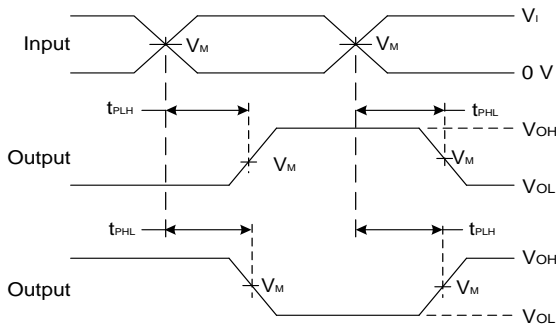 VI
Input VM VM
0 V
tPLH tPHL
VOH
Output VM VM
VOL
tPHL tPLH
VOH
Output VM VM
VOL